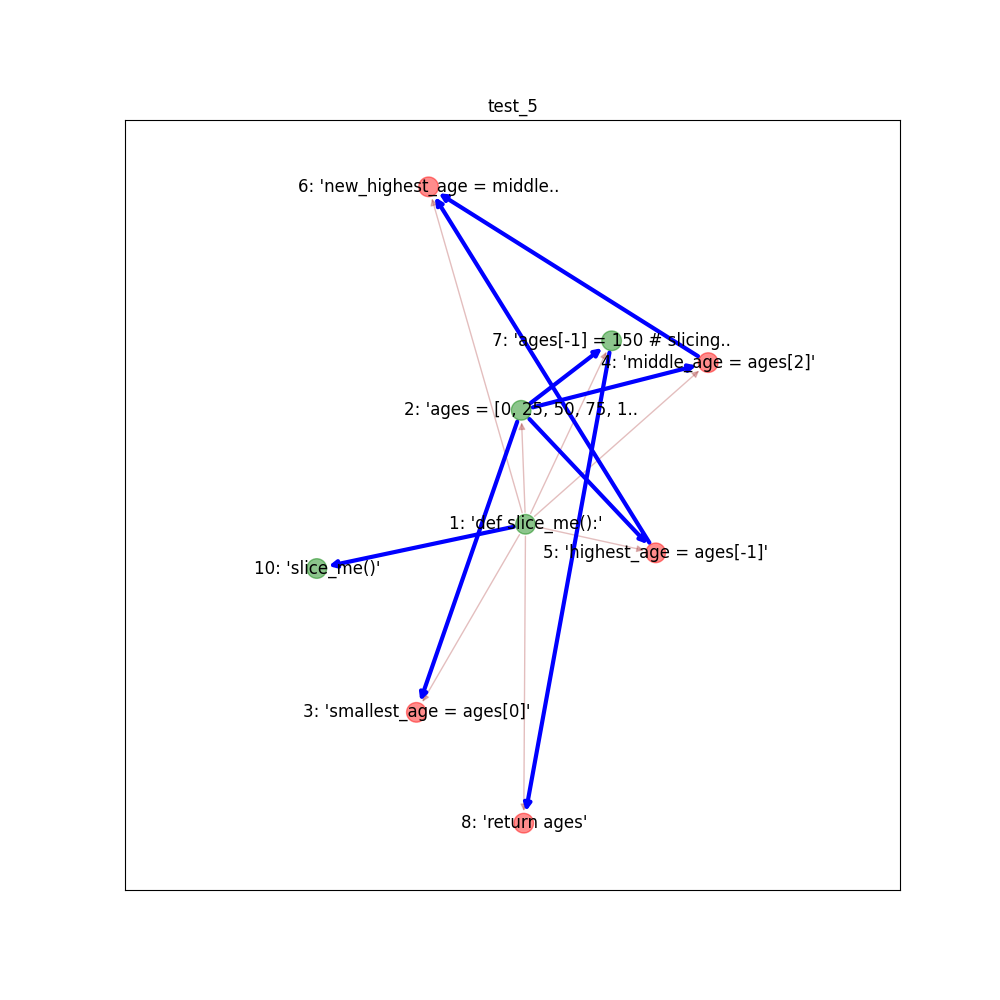 test_5
6: 'new_highest_age = middle..
7: 'ages[-1] = 150 # slicing..
4: 'middle_age = ages[2]'
2: 'ages = [0, 25, 50, 75, 1..
1: 'def slice_me():'
5: 'highest_age = ages[-1]'
10: 'slice_me()'
3: 'smallest_age = ages[0]'
8: 'return ages'